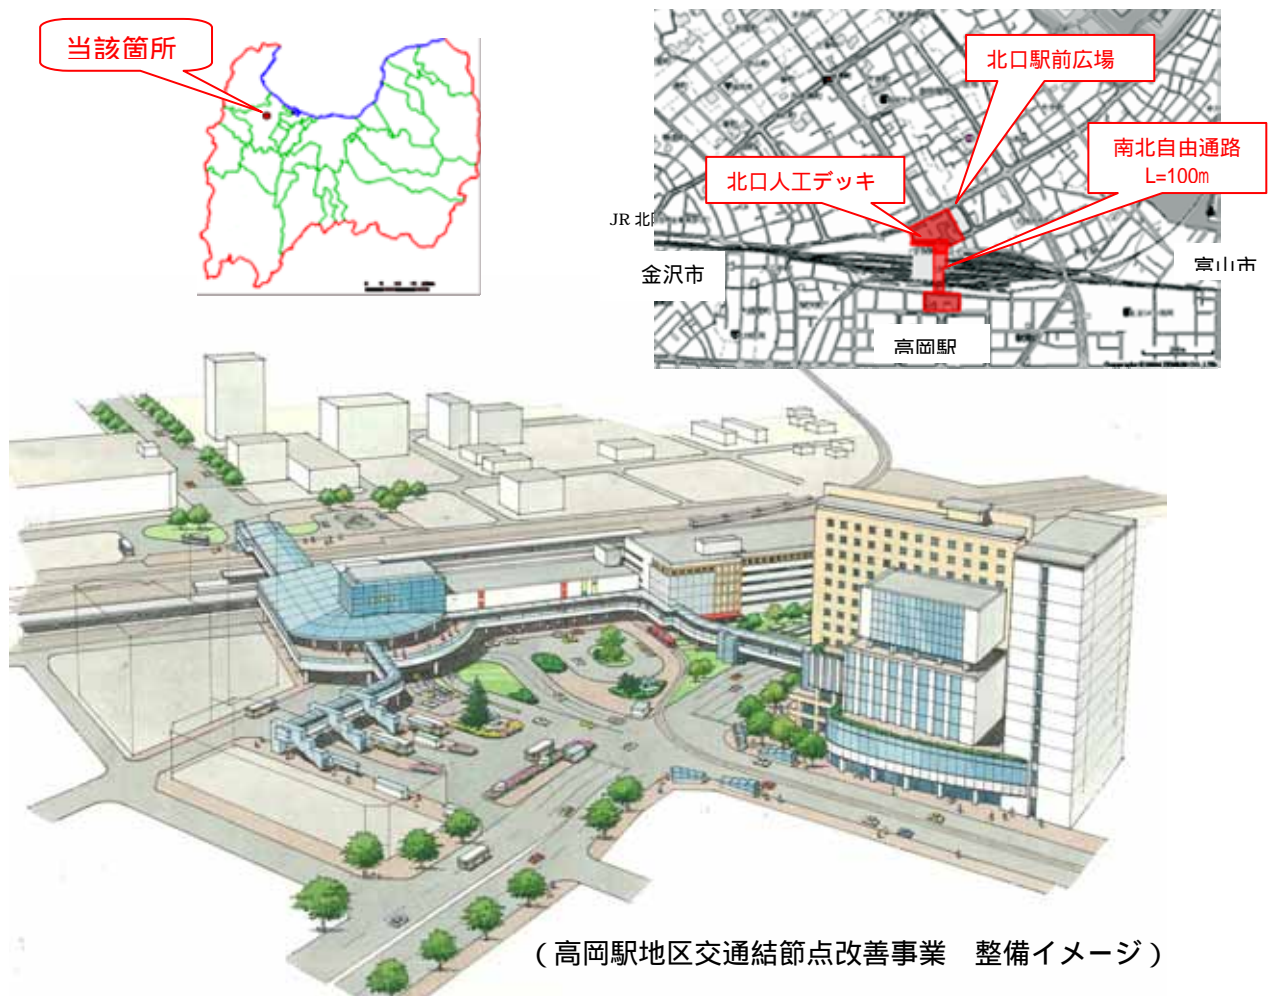 当該箇所
北口駅前広場
南北自由通路
L=100m
北口人工デッキ
JR 北
金沢市
富山市
高岡駅
（高岡駅地区交通結節点改善事業　整備イメージ）